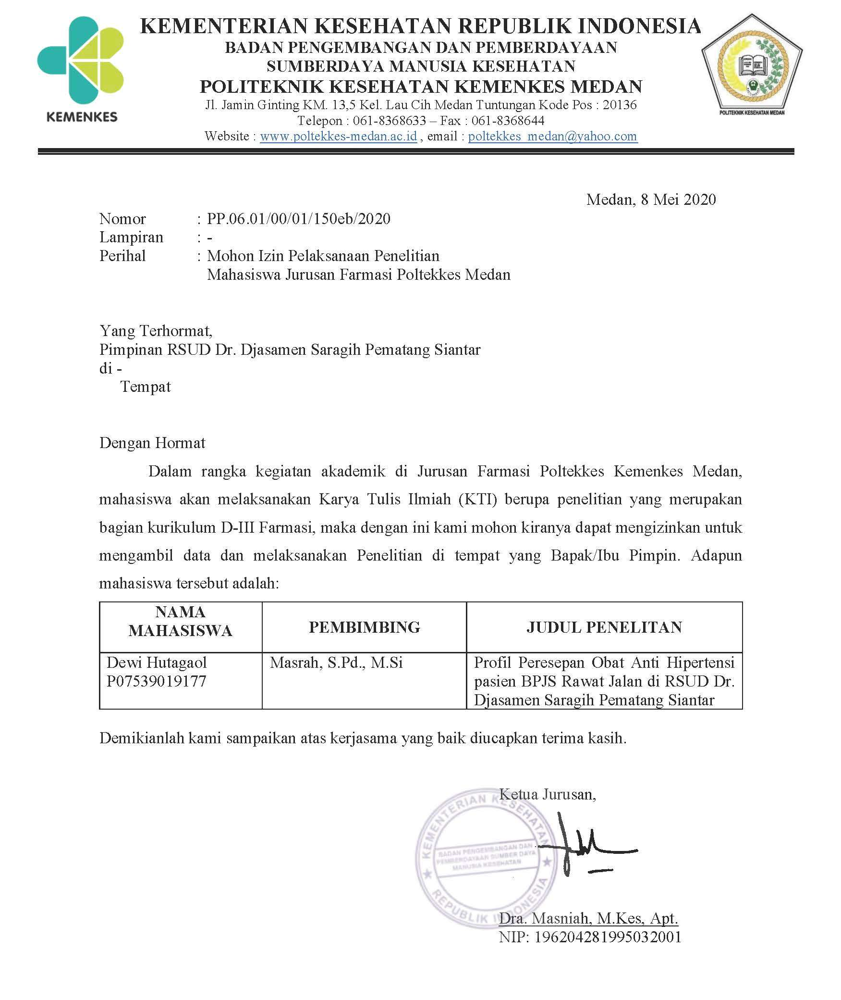 KEMENTERIAN KESEHATAN REPUBLIK INDONESIA
BADAN PENGEMBANGAN DAN PEMBERDAYAAN
SUMBERDAYA MANUSIA KESEHATAN
POLITEKNIK KESEHATAN KEMENKES MEDAN
Jl. Jamin Ginting KM. 13,5 Kel. Lau Cih Medan Tuntungan Kode Pos : 20136
Telepon : 061-8368633 – Fax : 061-8368644
Website : www.poltekkes-medan.ac.id , email : poltekkes_medan@yahoo.com
KEMENKES
POLITEKNIK KESEHATAN MEDAN
Medan, 8 Mei 2020
Nomor : PP.06.01/00/01/150eb/2020
Lampiran : -
Perihal : Mohon Izin Pelaksanaan Penelitian
Mahasiswa Jurusan Farmasi Poltekkes Medan
Yang Terhormat,
Pimpinan RSUD Dr. Djasamen Saragih Pematang Siantar
di -
Tempat
Dengan Hormat
Dalam rangka kegiatan akademik di Jurusan Farmasi Poltekkes Kemenkes Medan,
mahasiswa akan melaksanakan Karya Tulis Ilmiah (KTI) berupa penelitian yang merupakan
bagian kurikulum D-III Farmasi, maka dengan ini kami mohon kiranya dapat mengizinkan untuk
mengambil data dan melaksanakan Penelitian di tempat yang Bapak/Ibu Pimpin. Adapun
mahasiswa tersebut adalah:
NAMA
MAHASISWA
PEMBIMBING
JUDUL PENELITAN
Dewi Hutagaol
P07539019177
Masrah, S.Pd., M.Si
Profil Peresepan Obat Anti Hipertensi
pasien BPJS Rawat Jalan di RSUD Dr.
Djasamen Saragih Pematang Siantar
Demikianlah kami sampaikan atas kerjasama yang baik diucapkan terima kasih.
Ketua Jurusan,
KEMENTERIAN KESEHATAN
BADAN PENGEMBANGAN DAN
PEMBERDAYAAN SUMBER DAYA
MANUSIA KESEHATAN
REPUBLIK INDONESIA
Dra. Masniah, M.Kes, Apt.
NIP: 196204281995032001